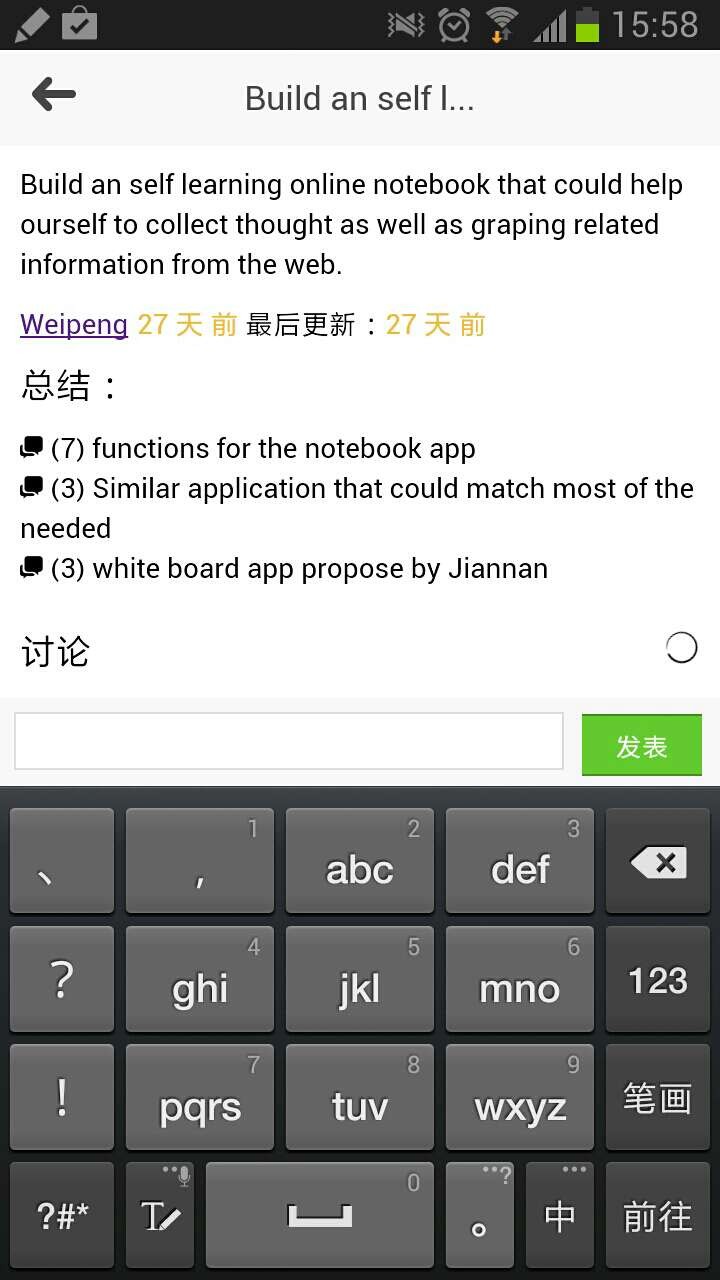 15:58
Build an self l...
Build an self learning online notebook that could help
ourself to collect thought as well as graping related
information from the web.
Weipeng 27 天 前 最后更新：27 天 前
总结：
(7) functions for the notebook app
(3) Similar application that could match most of the
needed
(3) white board app propose by Jiannan
讨论
发表
、 , 1 abc 2 def 3
? ghi 4 jkl 5 mno 6 123
! pqrs 7 tuv 8 wxyz 9 笔画
?#* T 0 。 ...? 中 ... 前往